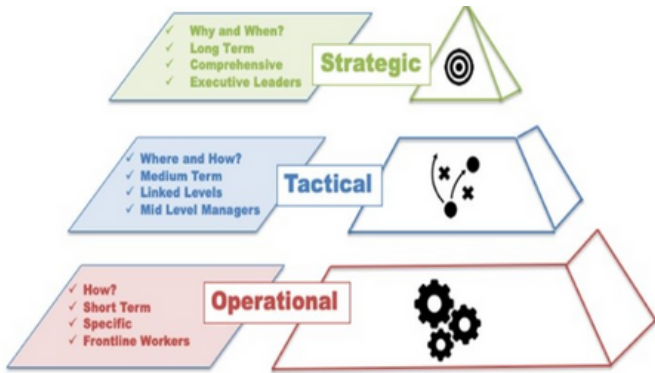 ✓ Why and When?
✓ Long Term
✓ Comprehensive
✓ Executive Leaders
Strategic
✓ Where and How?
✓ Medium Term
✓ Linked Levels
✓ Mid Level Managers
Tactical
✓ How?
✓ Short Term
✓ Specific
✓ Frontline Workers
Operational